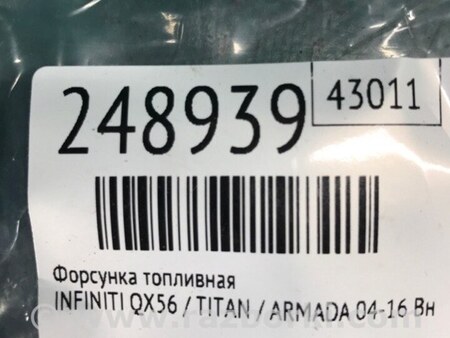 248939
43011
Форсунка топливная
INFINITI QX56 / TITAN / ARMADA 04-16 Вн